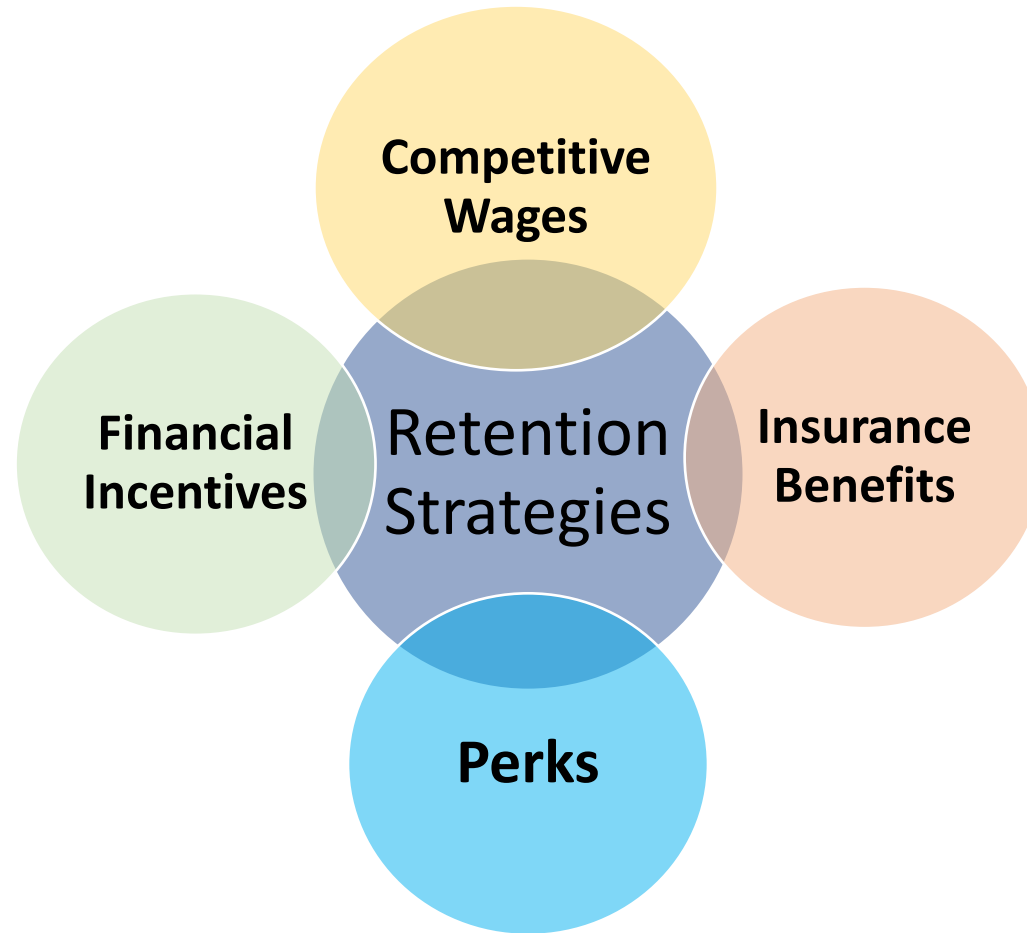 Competitive
Wages
Financial
Incentives
Retention
Strategies
Insurance
Benefits
Perks